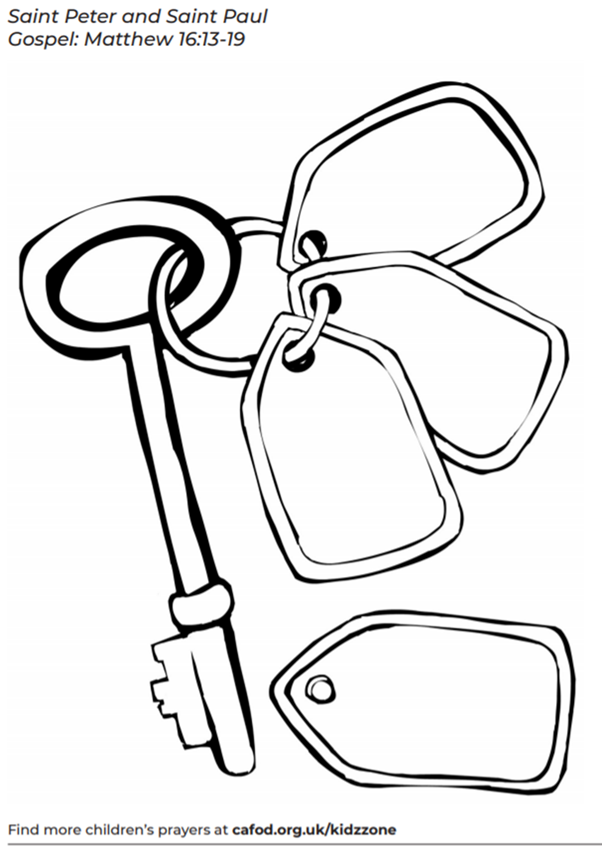 Saint Peter and Saint Paul
Gospel: Matthew 16:13-19
Find more children’s prayers at cafod.org.uk/kidzzone